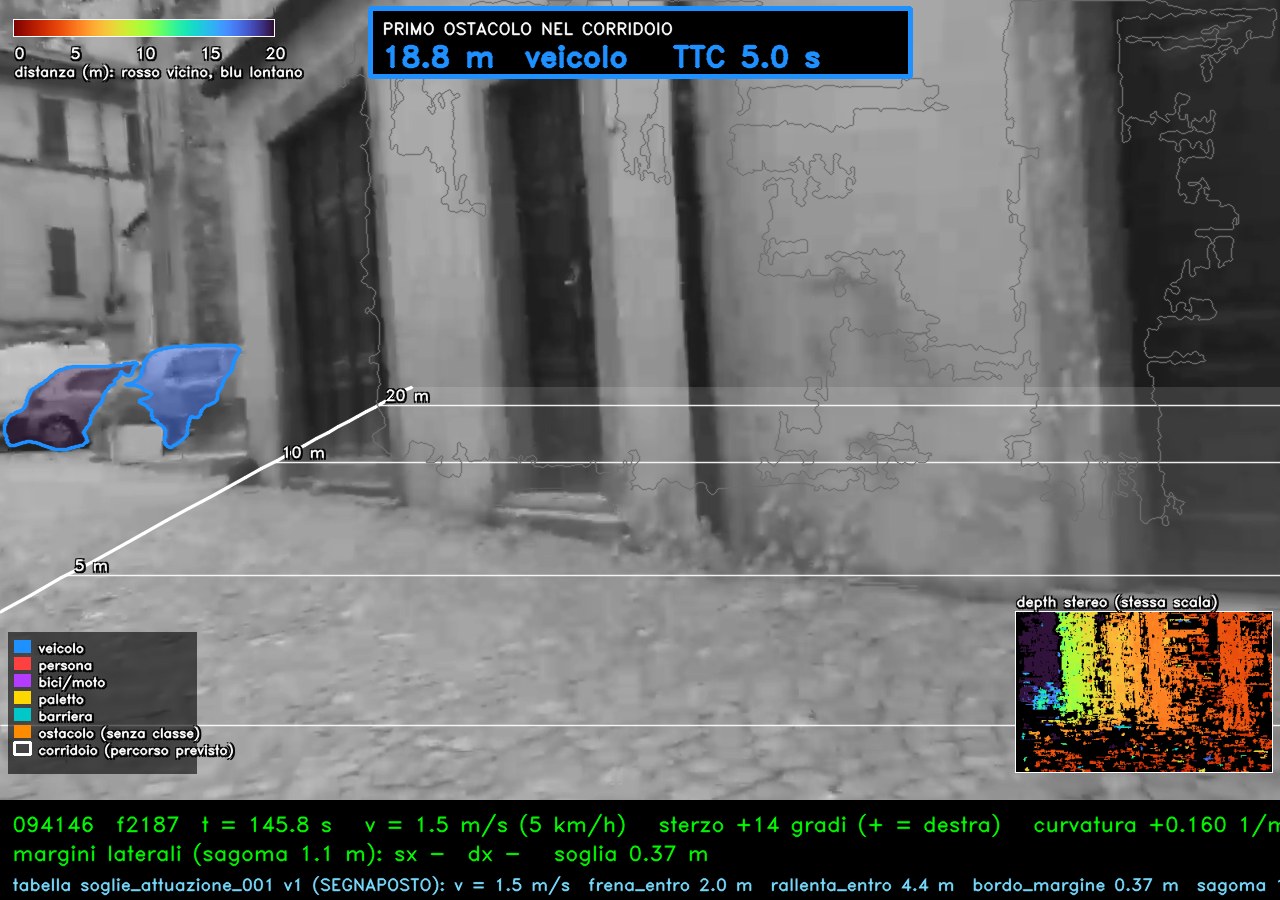 PRIMO OSTACOLO NEL CORRIDOIO
18.8 m veicolo TTC 5.0 s
0 5 10 15 20
distanza (m): rosso vicino, blu lontano
20 m
10 m
5 m
depth stereo (stessa scala)
veicolo
persona
bici/moto
paletto
barriera
ostacolo (senza classe)
corridoio (percorso previsto)
094146 f2187 t = 145.8 s v = 1.5 m/s (5 km/h) sterzo +14 gradi (+ = destra) curvatura +0.160 1/m
margini laterali (sagoma 1.1 m): sx - dx - soglia 0.37 m
tabella soglie_attuazione_001 v1 (SEGNAPOSTO): v = 1.5 m/s frena_entro 2.0 m rallenta_entro 4.4 m bordo_margine 0.37 m sagoma